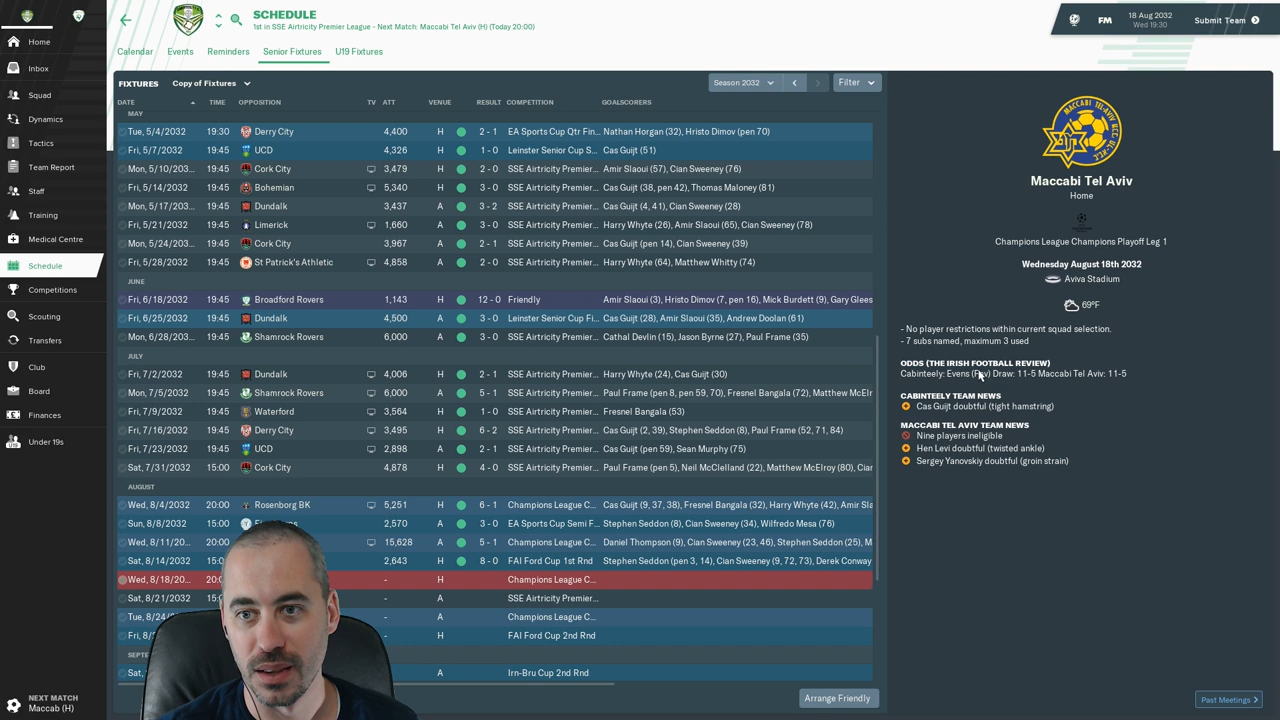 SCHEDULE
1st in SSE Airtricity Premier League - Next Match: Maccabi Tel Aviv (H) (Today 20:00)
FM
18 Aug 2032
Wed 19:30
Submit Team
Home
Inbox
Squad
Dynamics
Tactics
Team Report
Staff
Training
Medical Centre
Schedule
Competitions
Scouting
Transfers
Club
Board
Finances
Under 19s
NEXT MATCH
Maccab (H)
Calendar Events Reminders Senior Fixtures U19 Fixtures
FIXTURES Copy of Fixtures Season 2032 Filter
DATE TIME OPPOSITION TV ATT VENUE RESULT COMPETITION GOALSCORERS
MAY
Tue, 5/4/2032 19:30 Derry City 4,400 H 2 - 1 EA Sports Cup Qtr Fin... Nathan Horgan (32), Hristo Dimov (pen 70)
Fri, 5/7/2032 19:45 UCD 4,326 H 1 - 0 Leinster Senior Cup S... Cas Guijt (51)
Mon, 5/10/203... 19:45 Cork City 3,479 H 2 - 0 SSE Airtricity Premier... Amir Slaoui (57), Cian Sweeney (76)
Fri, 5/14/2032 19:45 Bohemian 5,340 H 3 - 0 SSE Airtricity Premier... Cas Guijt (38, pen 42), Thomas Maloney (81)
Mon, 5/17/203... 19:45 Dundalk 3,437 A 3 - 2 SSE Airtricity Premier... Cas Guijt (4, 41), Cian Sweeney (28)
Fri, 5/21/2032 19:45 Limerick 1,660 A 3 - 0 SSE Airtricity Premier... Harry Whyte (26), Amir Slaoui (65), Cian Sweeney (78)
Mon, 5/24/203... 19:45 Cork City 3,967 A 2 - 1 SSE Airtricity Premier... Cas Guijt (pen 14), Cian Sweeney (39)
Fri, 5/28/2032 19:45 St Patrick's Athletic 4,858 A 2 - 0 SSE Airtricity Premier... Harry Whyte (64), Matthew Whitty (74)
JUNE
Fri, 6/18/2032 19:45 Broadford Rovers 1,143 H 12 - 0 Friendly Amir Slaoui (3), Hristo Dimov (7, pen 16), Mick Burdett (9), Gary Glees
Fri, 6/25/2032 19:45 Dundalk 4,500 A 3 - 0 Leinster Senior Cup Fi... Cas Guijt (28), Amir Slaoui (35), Andrew Doolan (61)
Mon, 6/28/203... 19:45 Shamrock Rovers 6,000 A 3 - 0 SSE Airtricity Premier... Cathal Devlin (15), Jason Byrne (27), Paul Frame (35)
JULY
Fri, 7/2/2032 19:45 Dundalk 4,006 H 2 - 1 SSE Airtricity Premier... Harry Whyte (24), Cas Guijt (30)
Mon, 7/5/2032 19:45 Shamrock Rovers 6,000 A 5 - 1 SSE Airtricity Premier... Paul Frame (pen 8, pen 59, 70), Fresnel Bangala (72), Matthew McElr
Fri, 7/9/2032 19:45 Waterford 3,564 H 1 - 0 SSE Airtricity Premier... Fresnel Bangala (53)
Fri, 7/16/2032 19:45 Derry City 3,495 H 6 - 2 SSE Airtricity Premier... Cas Guijt (2, 39), Stephen Seddon (8), Paul Frame (52, 71, 84)
Fri, 7/23/2032 19:45 UCD 2,898 A 2 - 1 SSE Airtricity Premier... Cas Guijt (pen 59), Sean Murphy (75)
Sat, 7/31/2032 15:00 Cork City 4,878 H 4 - 0 SSE Airtricity Premier... Paul Frame (pen 5), Neil McClelland (22), Matthew McElroy (80), Cian
AUGUST
Wed, 8/4/2032 20:00 Rosenborg BK 5,251 H 6 - 1 Champions League C... Cas Guijt (9, 37, 38), Fresnel Bangala (32), Harry Whyte (42), Amir Sla
Sun, 8/8/2032 15:00 2,570 A 3 - 0 EA Sports Cup Semi F... Stephen Seddon (8), Cian Sweeney (34), Wilfredo Mesa (76)
Wed, 8/11/20... 20:00 15,628 A 5 - 1 Champions League C... Daniel Thompson (9), Cian Sweeney (23, 46), Stephen Seddon (25), M
Sat, 8/14/2032 15:0 2,643 H 8 - 0 FAI Ford Cup 1st Rnd Stephen Seddon (pen 3, 14), Cian Sweeney (9, 72, 73), Derek Conway
Wed, 8/18/20... 20:0 - H Champions League C...
Sat, 8/21/2032 15: - A SSE Airtricity Premier...
Tue, 8/24 - A Champions League C...
Fri, 8/ - H FAI Ford Cup 2nd Rnd
SEPTE
Sat, A Irn-Bru Cup 2nd Rnd
Arrange Friendly
MACCABI TEL-AVIV
Maccabi Tel Aviv
Home
Champions League Champions Playoff Leg 1
Wednesday August 18th 2032
Aviva Stadium
69°F
- No player restrictions within current squad selection.
- 7 subs named, maximum 3 used
ODDS (THE IRISH FOOTBALL REVIEW)
Cabinteely: Evens (Fav) Draw: 11-5 Maccabi Tel Aviv: 11-5
CABINTEELY TEAM NEWS
Cas Guijt doubtful (tight hamstring)
MACCABI TEL AVIV TEAM NEWS
Nine players ineligible
Hen Levi doubtful (twisted ankle)
Sergey Yanovskiy doubtful (groin strain)
Past Meetings